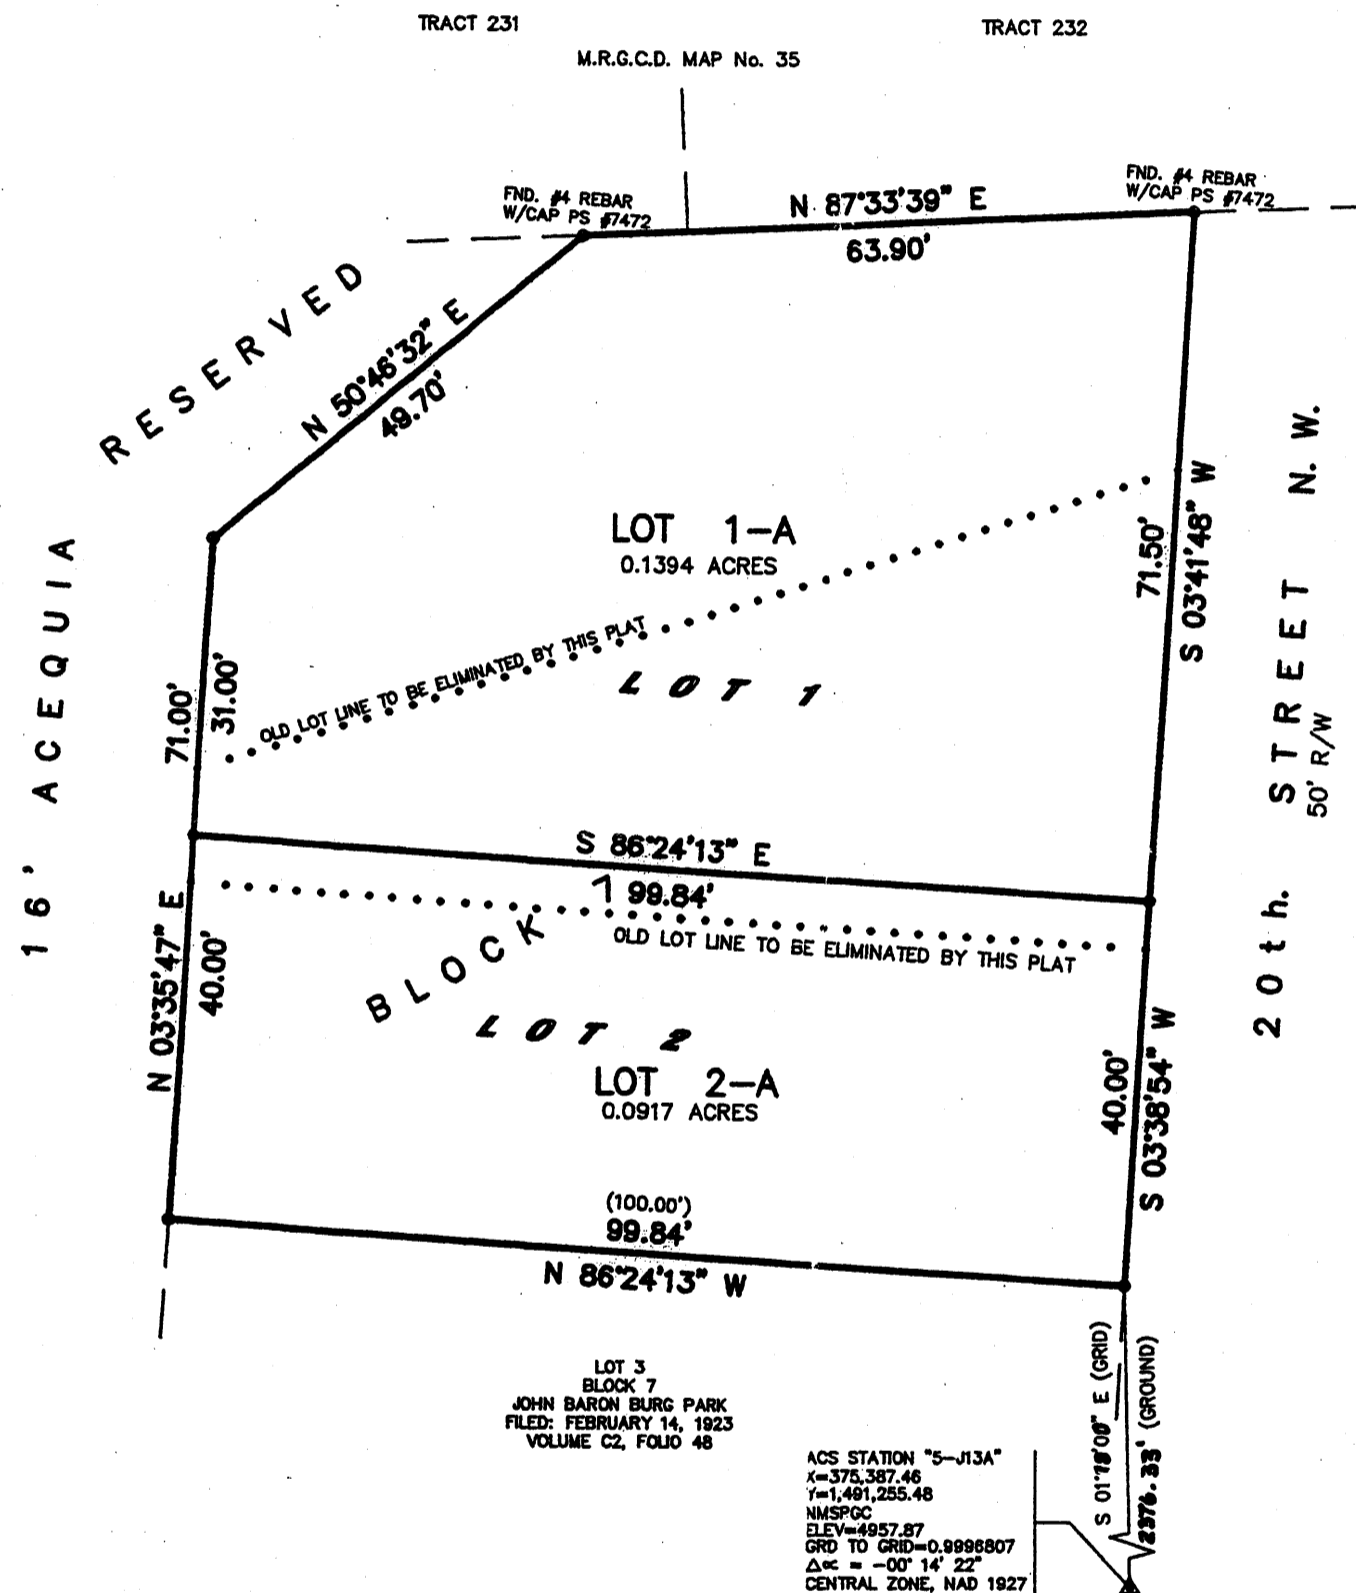 TRACT 231
TRACT 232
M.R.G.C.D. MAP No. 35
FND. #4 REBAR
W/CAP PS #7472
N 87°33'39" E
63.90'
FND. #4 REBAR
W/CAP PS #7472
RESERVED
N 50°46'32" E
49.70'
LOT 1-A
0.1394 ACRES
71.50'
S 03°41'48" W
20th. STREET N.W.
50' R/W
16' ACEQUIA
OLD LOT LINE TO BE ELIMINATED BY THIS PLAT
LOT 1
71.00'
31.00'
S 86°24'13" E
99.84'
OLD LOT LINE TO BE ELIMINATED BY THIS PLAT
BLOCK 7
N 03°35'47" E
40.00'
LOT 2
LOT 2-A
0.0917 ACRES
40.00'
S 03°38'54" W
(100.00')
99.84'
N 86°24'13" W
LOT 3
BLOCK 7
JOHN BARON BURG PARK
FILED: FEBRUARY 14, 1923
VOLUME C2, FOLIO 48
S 01°18'00" E (GRID)
2376.33' (GROUND)
ACS STATION "5-J13A"
X=375,387.46
Y=1,491,255.48
NMSPGC
ELEV=4957.87
GRD TO GRID=0.9996807
Δ∝ = -00° 14' 22"
CENTRAL ZONE, NAD 1927